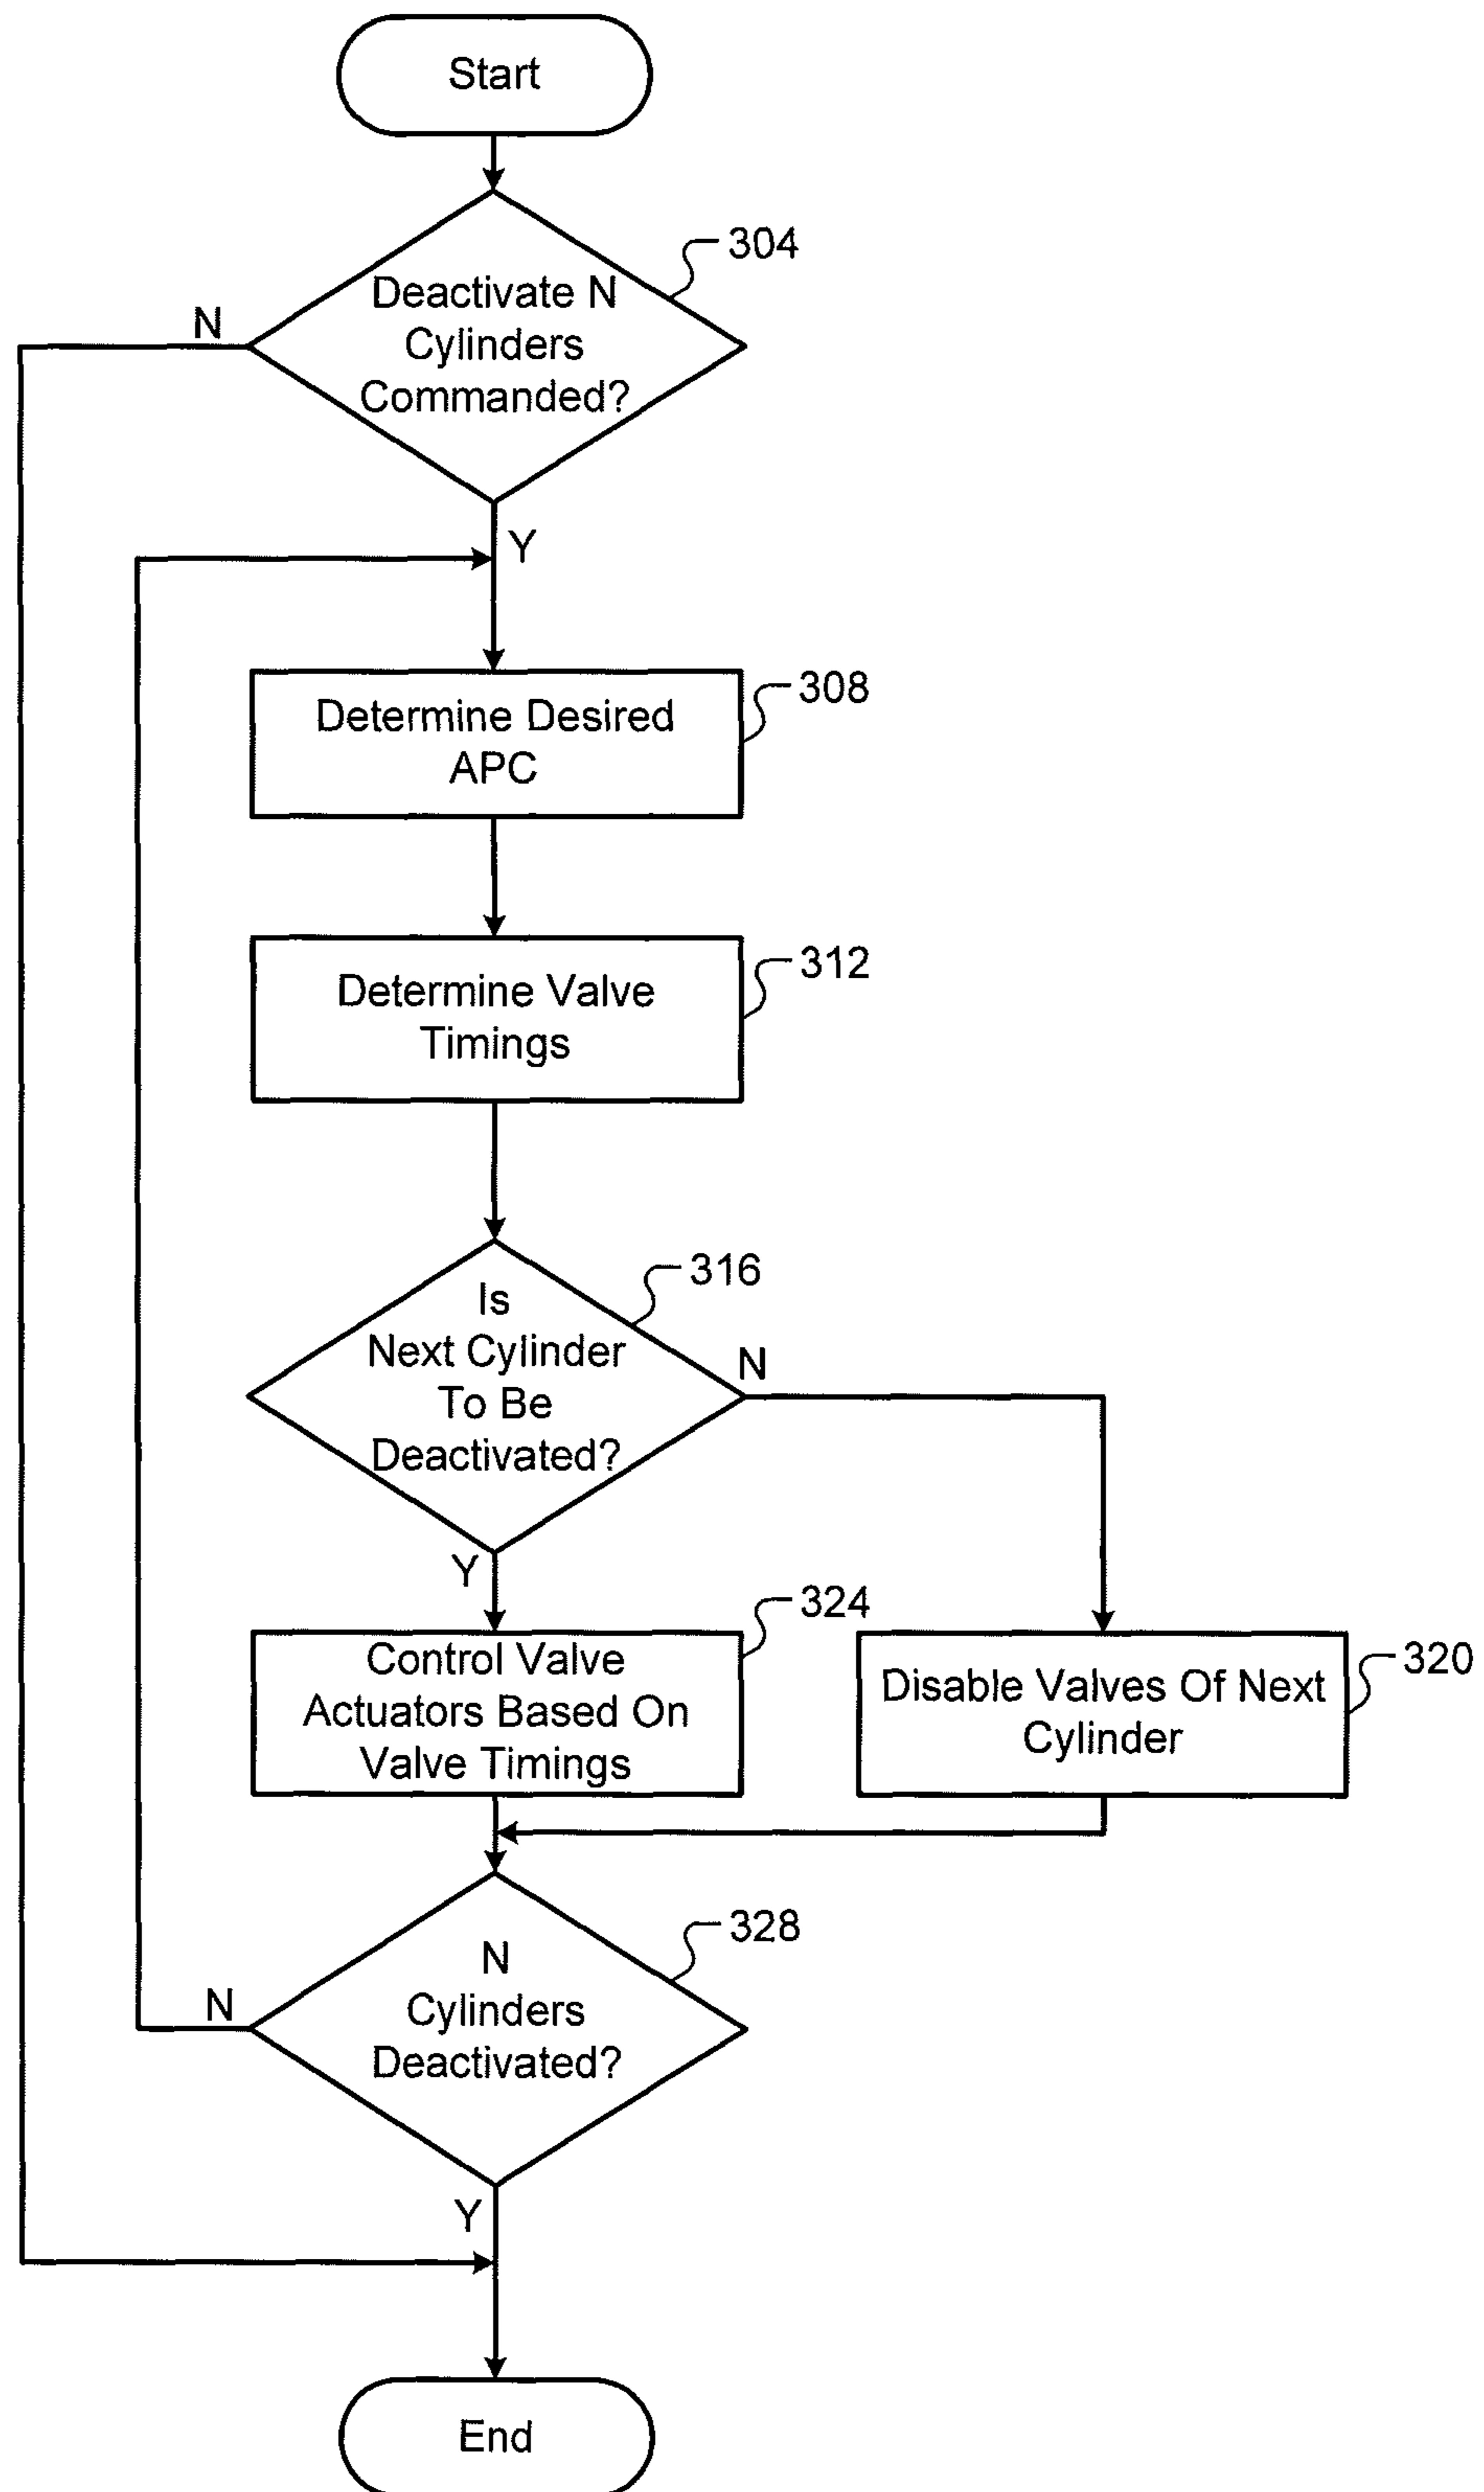 Start
304
Deactivate N
Cylinders
Commanded?
N
Y
308
Determine Desired
APC
312
Determine Valve
Timings
316
Is
Next Cylinder
To Be
Deactivated?
N
Y
324
Control Valve
Actuators Based On
Valve Timings
320
Disable Valves Of Next
Cylinder
328
N
Cylinders
Deactivated?
N
Y
End